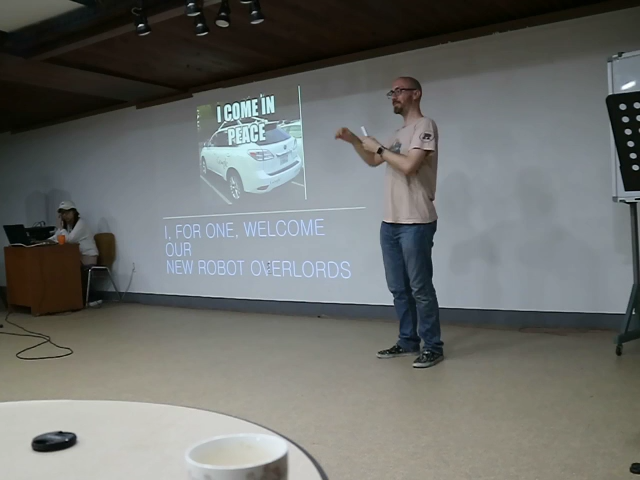 I COME IN
PEACE
I, FOR ONE, WELCOME
OUR
NEW ROBOT OVERLORDS